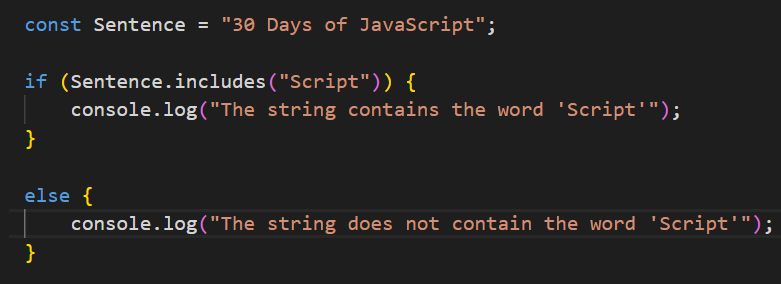 const Sentence = "30 Days of JavaScript";
if (Sentence.includes("Script")) {
console.log("The string contains the word 'Script'");
}
else {
console.log("The string does not contain the word 'Script'");
}